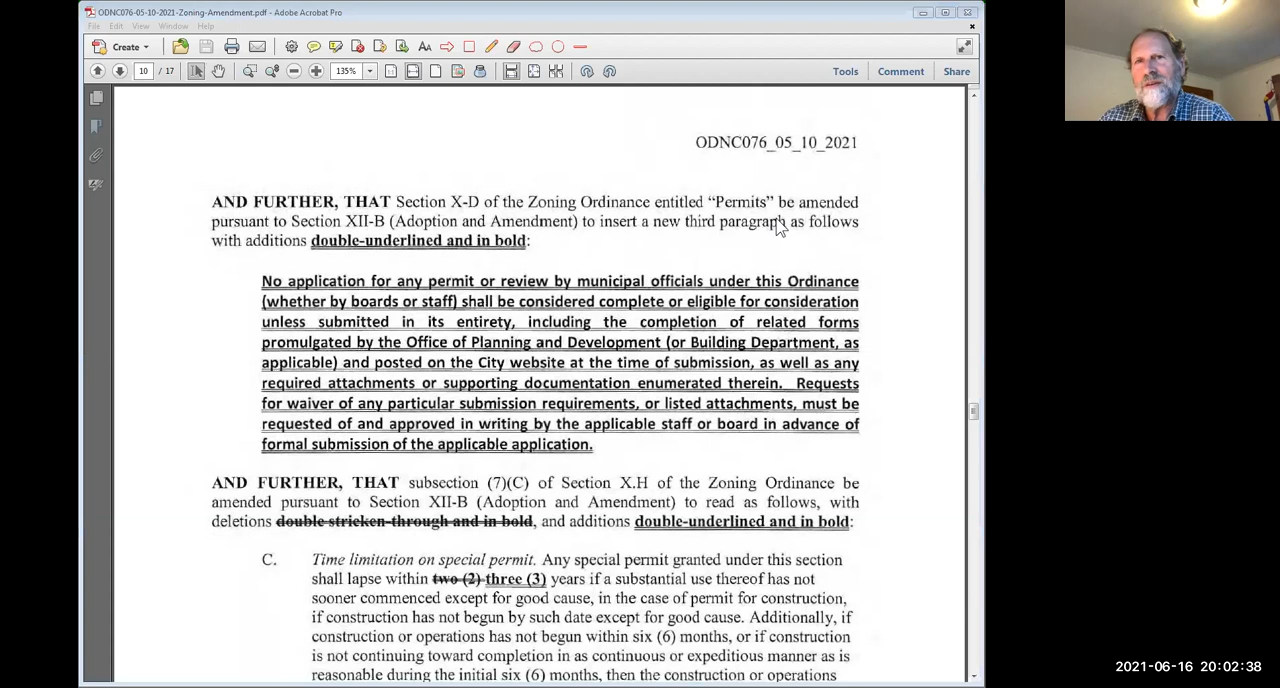 ODNC076-05-10-2021-Zoning-Amendment.pdf - Adobe Acrobat Pro
File Edit View Window Help
Create
10 / 17
135%
Tools Comment Share
ODNC076_05_10_2021
AND FURTHER, THAT Section X-D of the Zoning Ordinance entitled “Permits” be amended
pursuant to Section XII-B (Adoption and Amendment) to insert a new third paragraph as follows
with additions double-underlined and in bold:
No application for any permit or review by municipal officials under this Ordinance
(whether by boards or staff) shall be considered complete or eligible for consideration
unless submitted in its entirety, including the completion of related forms
promulgated by the Office of Planning and Development (or Building Department, as
applicable) and posted on the City website at the time of submission, as well as any
required attachments or supporting documentation enumerated therein. Requests
for waiver of any particular submission requirements, or listed attachments, must be
requested of and approved in writing by the applicable staff or board in advance of
formal submission of the applicable application.
AND FURTHER, THAT subsection (7)(C) of Section X.H of the Zoning Ordinance be
amended pursuant to Section XII-B (Adoption and Amendment) to read as follows, with
deletions double stricken-through and in bold, and additions double-underlined and in bold:
C. Time limitation on special permit. Any special permit granted under this section
shall lapse within two (2) three (3) years if a substantial use thereof has not
sooner commenced except for good cause, in the case of permit for construction,
if construction has not begun by such date except for good cause. Additionally, if
construction or operations has not begun within six (6) months, or if construction
is not continuing toward completion in as continuous or expeditious manner as is
reasonable during the initial six (6) months, then the construction or operations
2021-06-16 20:02:38